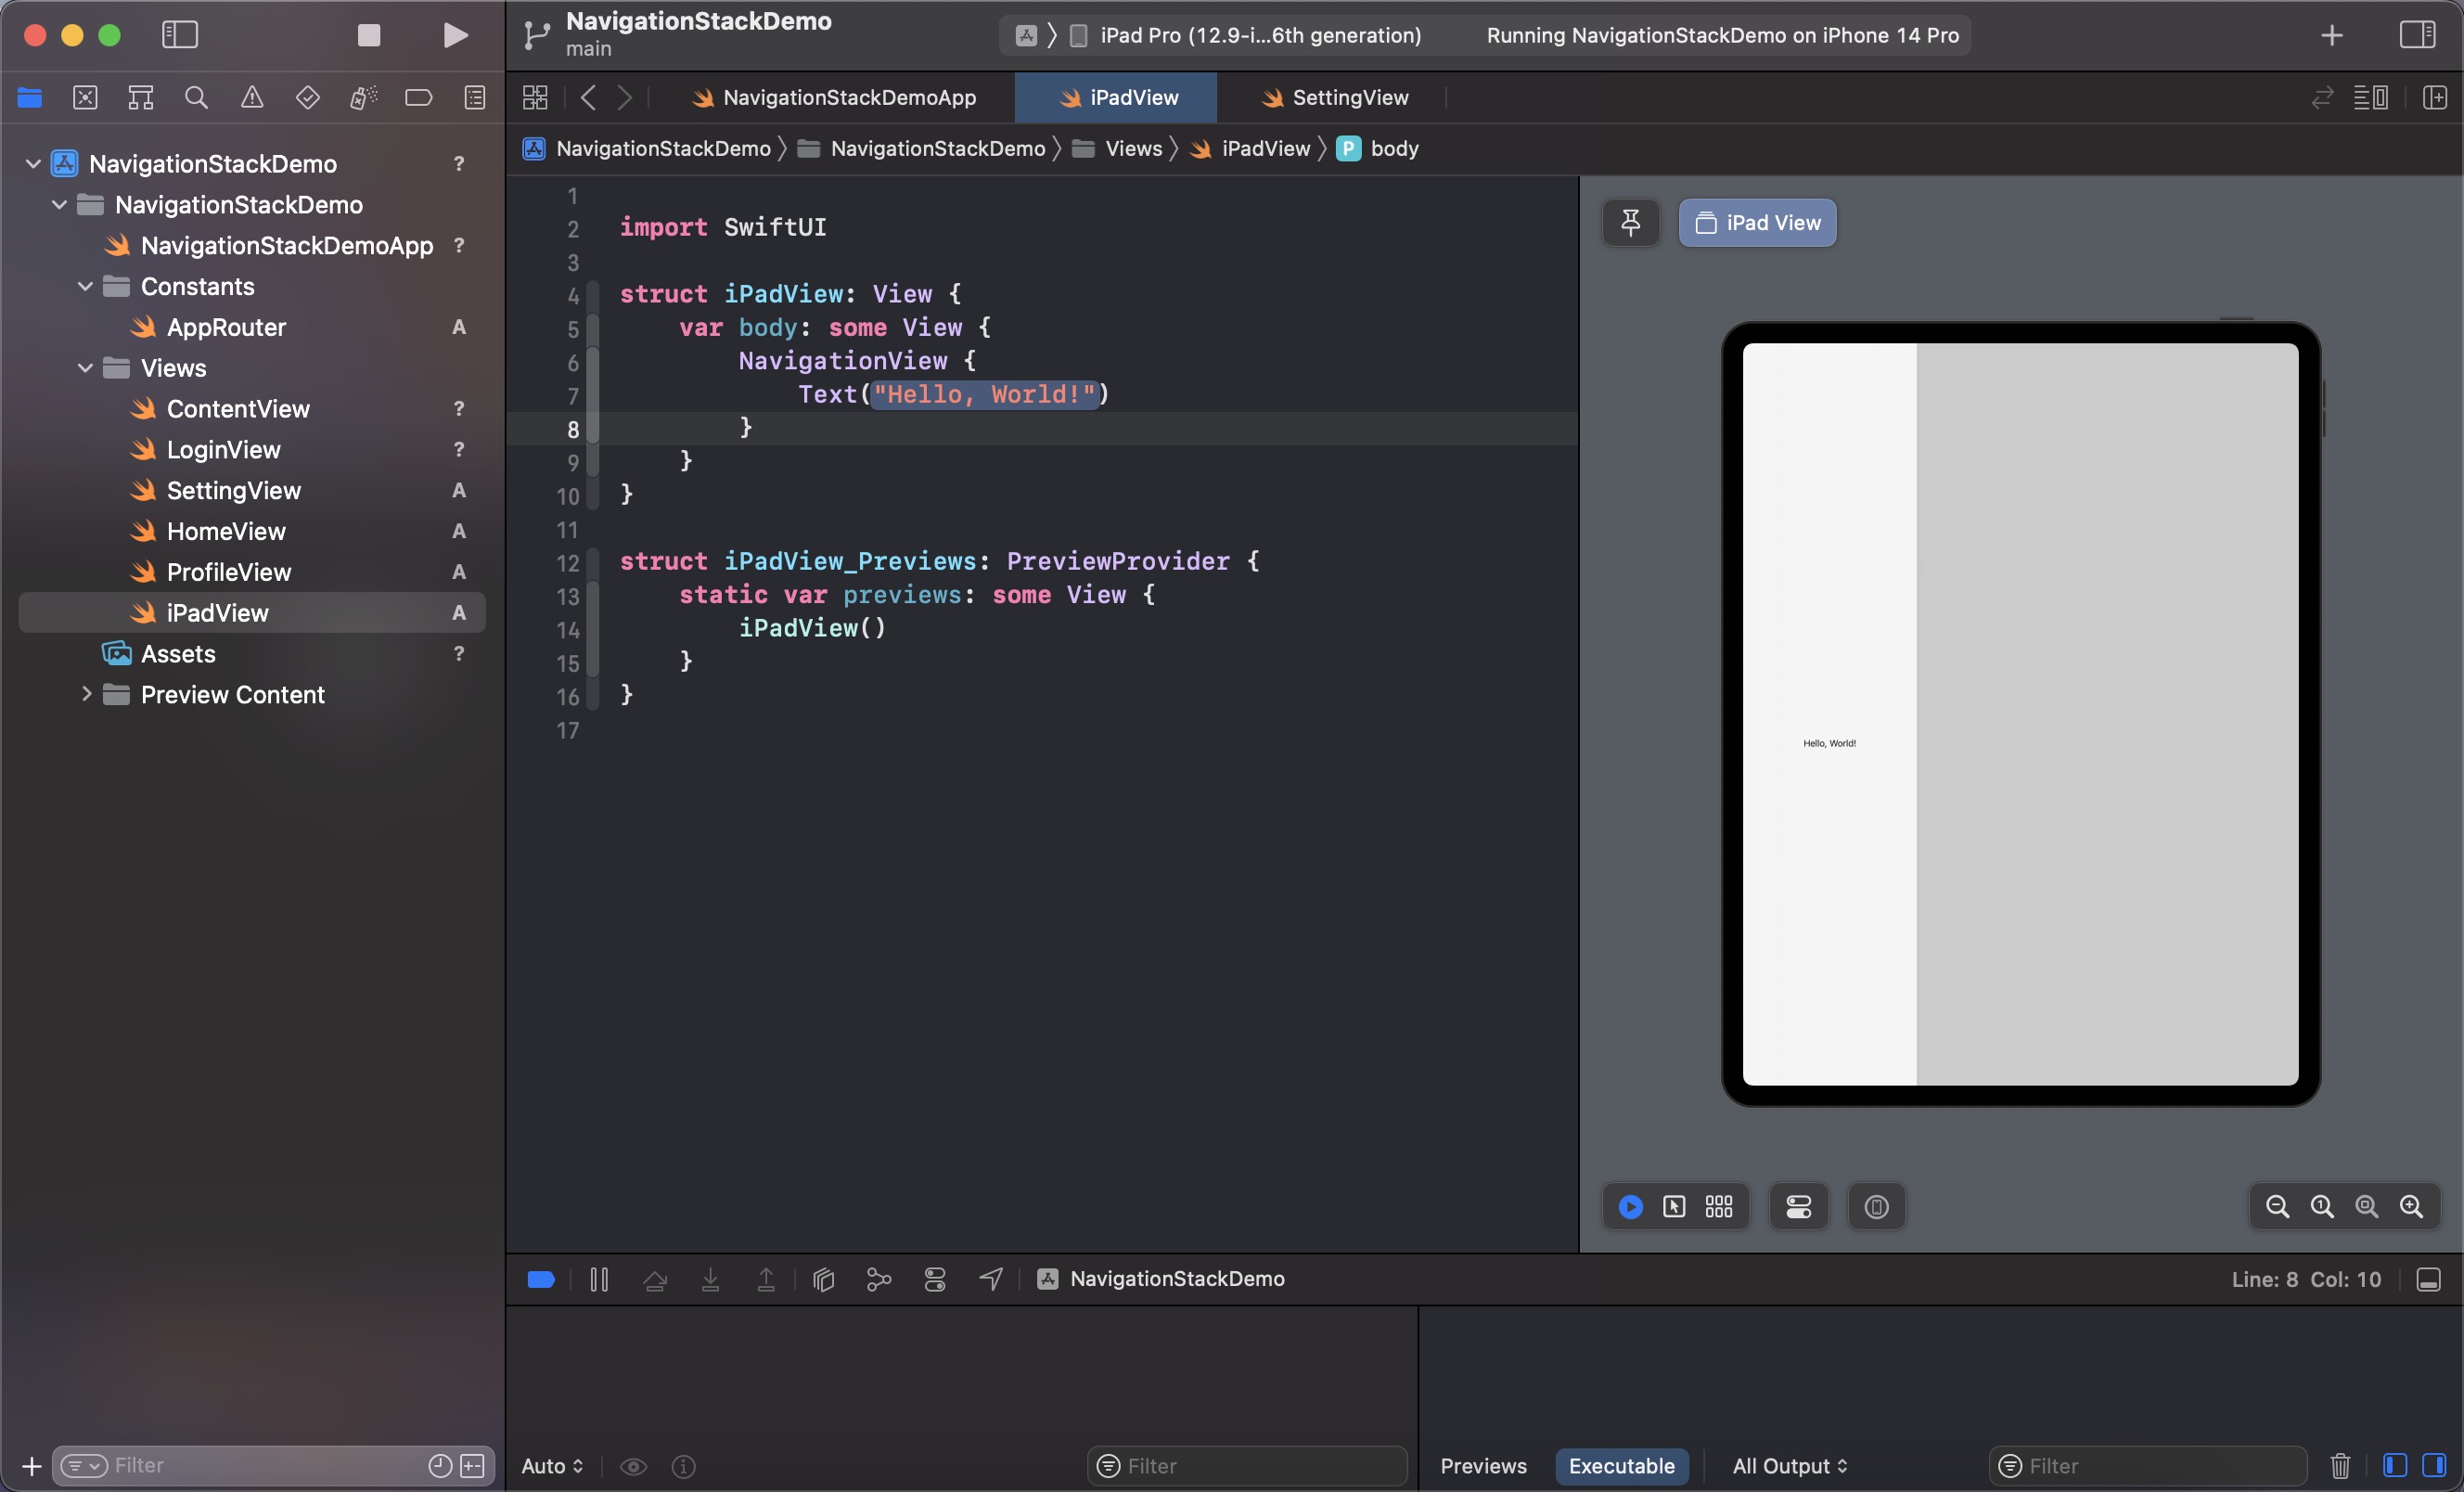 NavigationStackDemo
main
iPad Pro (12.9-i...6th generation)
Running NavigationStackDemo on iPhone 14 Pro
NavigationStackDemoApp
iPadView
SettingView
NavigationStackDemo
NavigationStackDemo
Views
iPadView
P body
NavigationStackDemo ?
NavigationStackDemo
NavigationStackDemoApp ?
Constants
AppRouter A
Views
ContentView ?
LoginView ?
SettingView A
HomeView A
ProfileView A
iPadView A
Assets ?
Preview Content
1
2 import SwiftUI
3
4 struct iPadView: View {
5 var body: some View {
6 NavigationView {
7 Text("Hello, World!")
8 }
9 }
10 }
11
12 struct iPadView_Previews: PreviewProvider {
13 static var previews: some View {
14 iPadView()
15 }
16 }
17
iPad View
Hello, World!
NavigationStackDemo
Line: 8 Col: 10
Filter
Auto
Filter
Previews
Executable
All Output
Filter